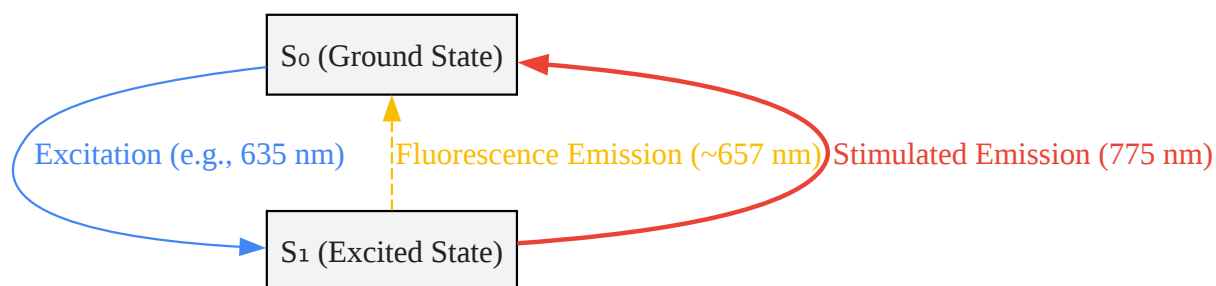 S₀ (Ground State)
Excitation (e.g., 635 nm)
Fluorescence Emission (~657 nm)
Stimulated Emission (775 nm)
S₁ (Excited State)